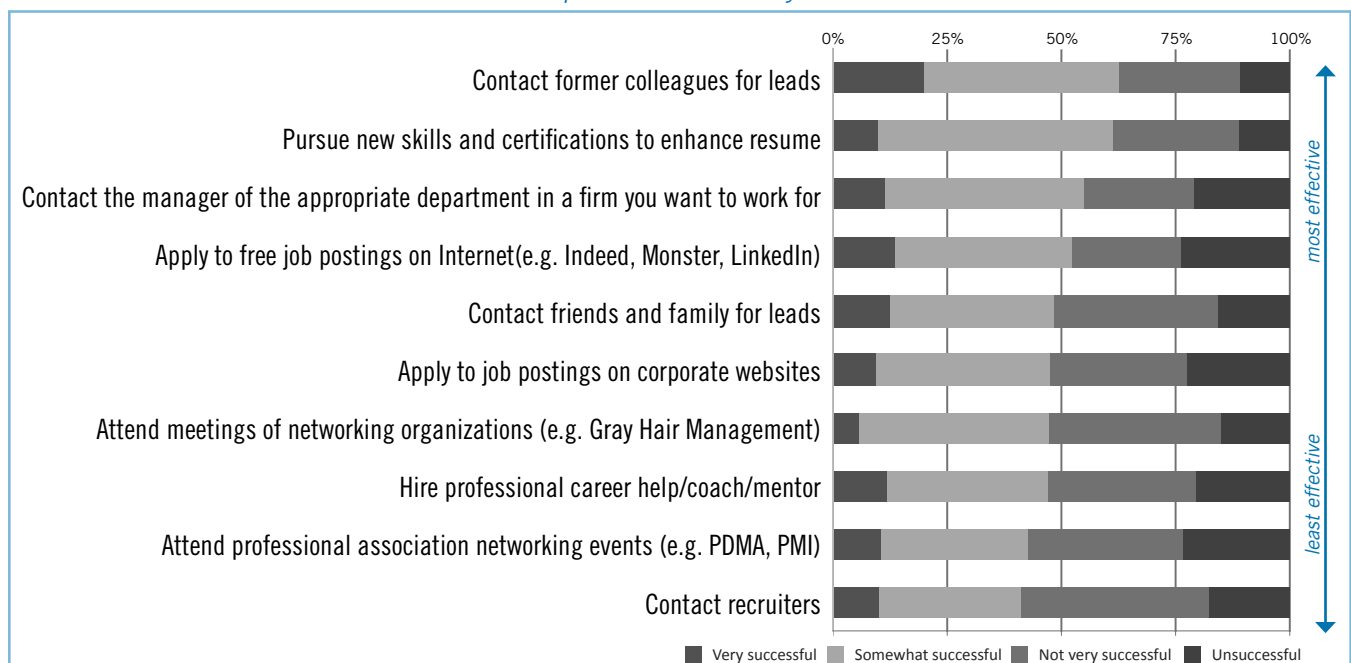 0% 25% 50% 75% 100%
Contact former colleagues for leads
Pursue new skills and certifications to enhance resume
Contact the manager of the appropriate department in a firm you want to work for
Apply to free job postings on Internet(e.g. Indeed, Monster, LinkedIn)
Contact friends and family for leads
Apply to job postings on corporate websites
Attend meetings of networking organizations (e.g. Gray Hair Management)
Hire professional career help/coach/mentor
Attend professional association networking events (e.g. PDMA, PMI)
Contact recruiters
most effective
least effective
Very successful Somewhat successful Not very successful Unsuccessful